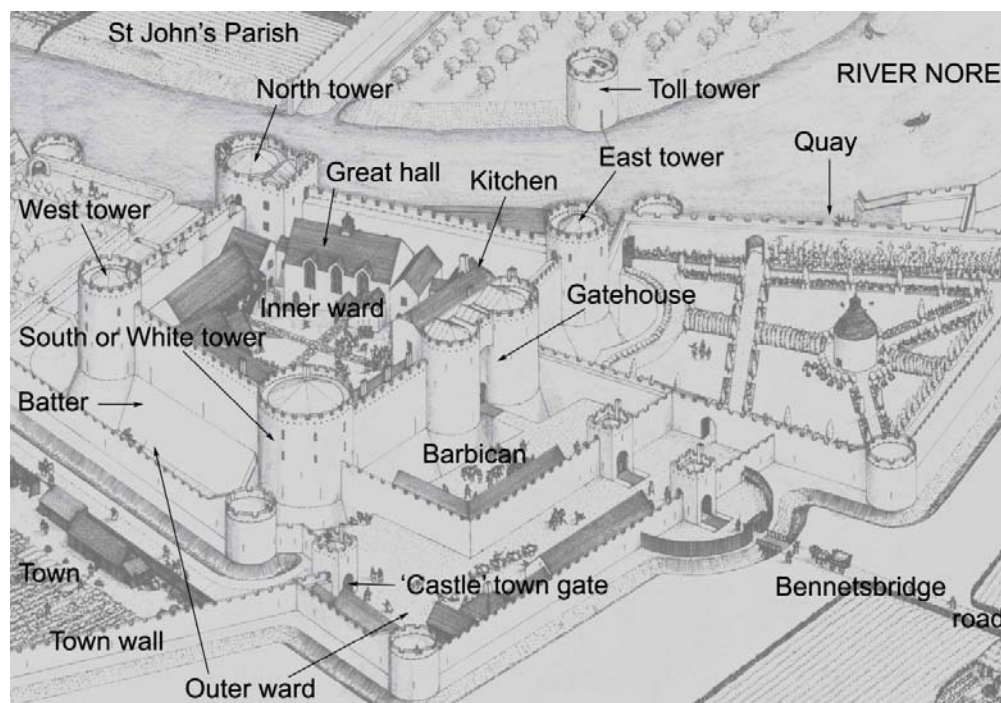 St John's Parish
RIVER NORE
North tower
Toll tower
Quay
East tower
Great hall
Kitchen
West tower
Gatehouse
Inner ward
South or White tower
Batter
Barbican
Town
'Castle' town gate
Bennetsbridge
road
Town wall
Outer ward